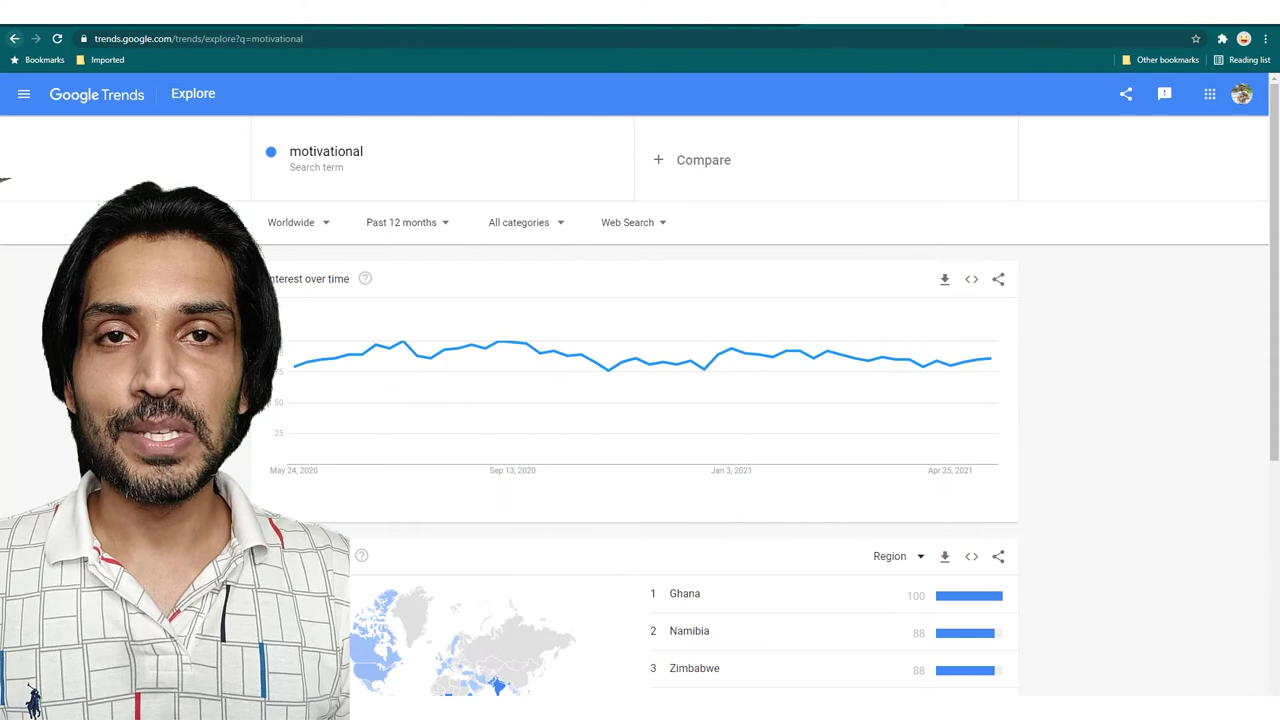 trends.google.com/trends/explore?q=motivational
Bookmarks Imported Other bookmarks Reading list
Google Trends Explore
motivational
Search term
+ Compare
Worldwide Past 12 months All categories Web Search
nterest over time
75
50
25
May 24, 2020 Sep 13, 2020 Jan 3, 2021 Apr 25, 2021
Region
1 Ghana 100
2 Namibia 88
3 Zimbabwe 88